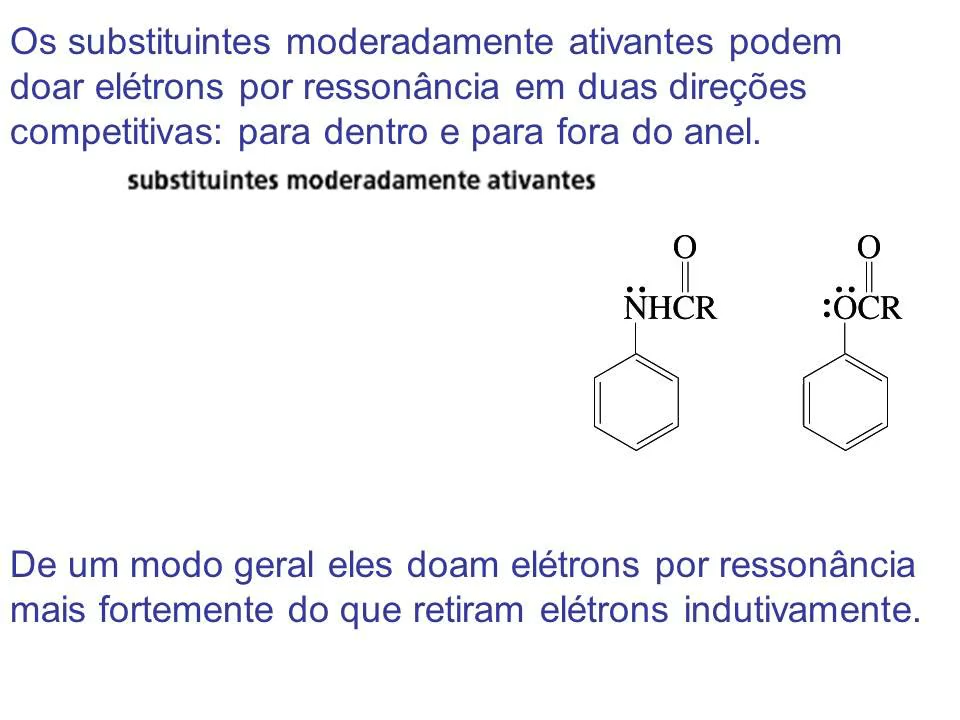 Os substituintes moderadamente ativantes podem
doar elétrons por ressonância em duas direções
competitivas: para dentro e para fora do anel.
substituintes moderadamente ativantes
O O
N̈HCR :ÖCR
De um modo geral eles doam elétrons por ressonância
mais fortemente do que retiram elétrons indutivamente.